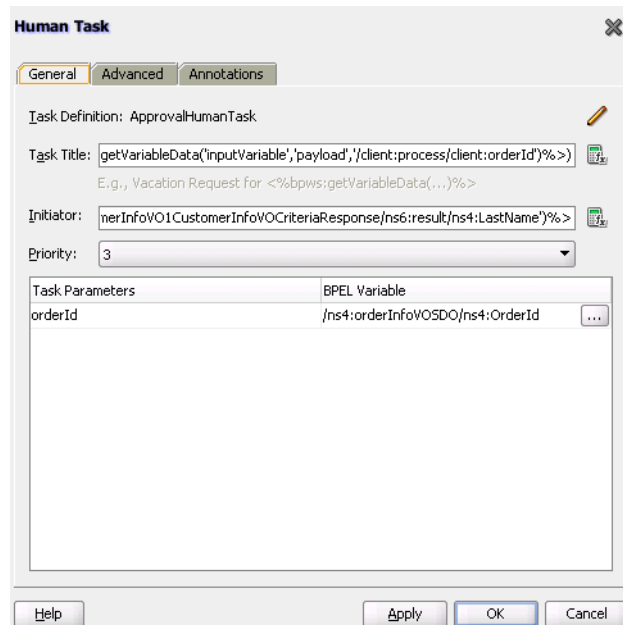 Human Task
General Advanced Annotations
Task Definition: ApprovalHumanTask
Task Title: getVariableData('inputVariable','payload','/client:process/client:orderId')%>)
E.g., Vacation Request for <%bpws:getVariableData(...)%>
Initiator: nerInfoVO1CustomerInfoVOCriteriaResponse/ns6:result/ns4:LastName')%>
Priority: 3
Task Parameters BPEL Variable
orderId /ns4:orderInfoVOSDO/ns4:OrderId ...
Help Apply OK Cancel